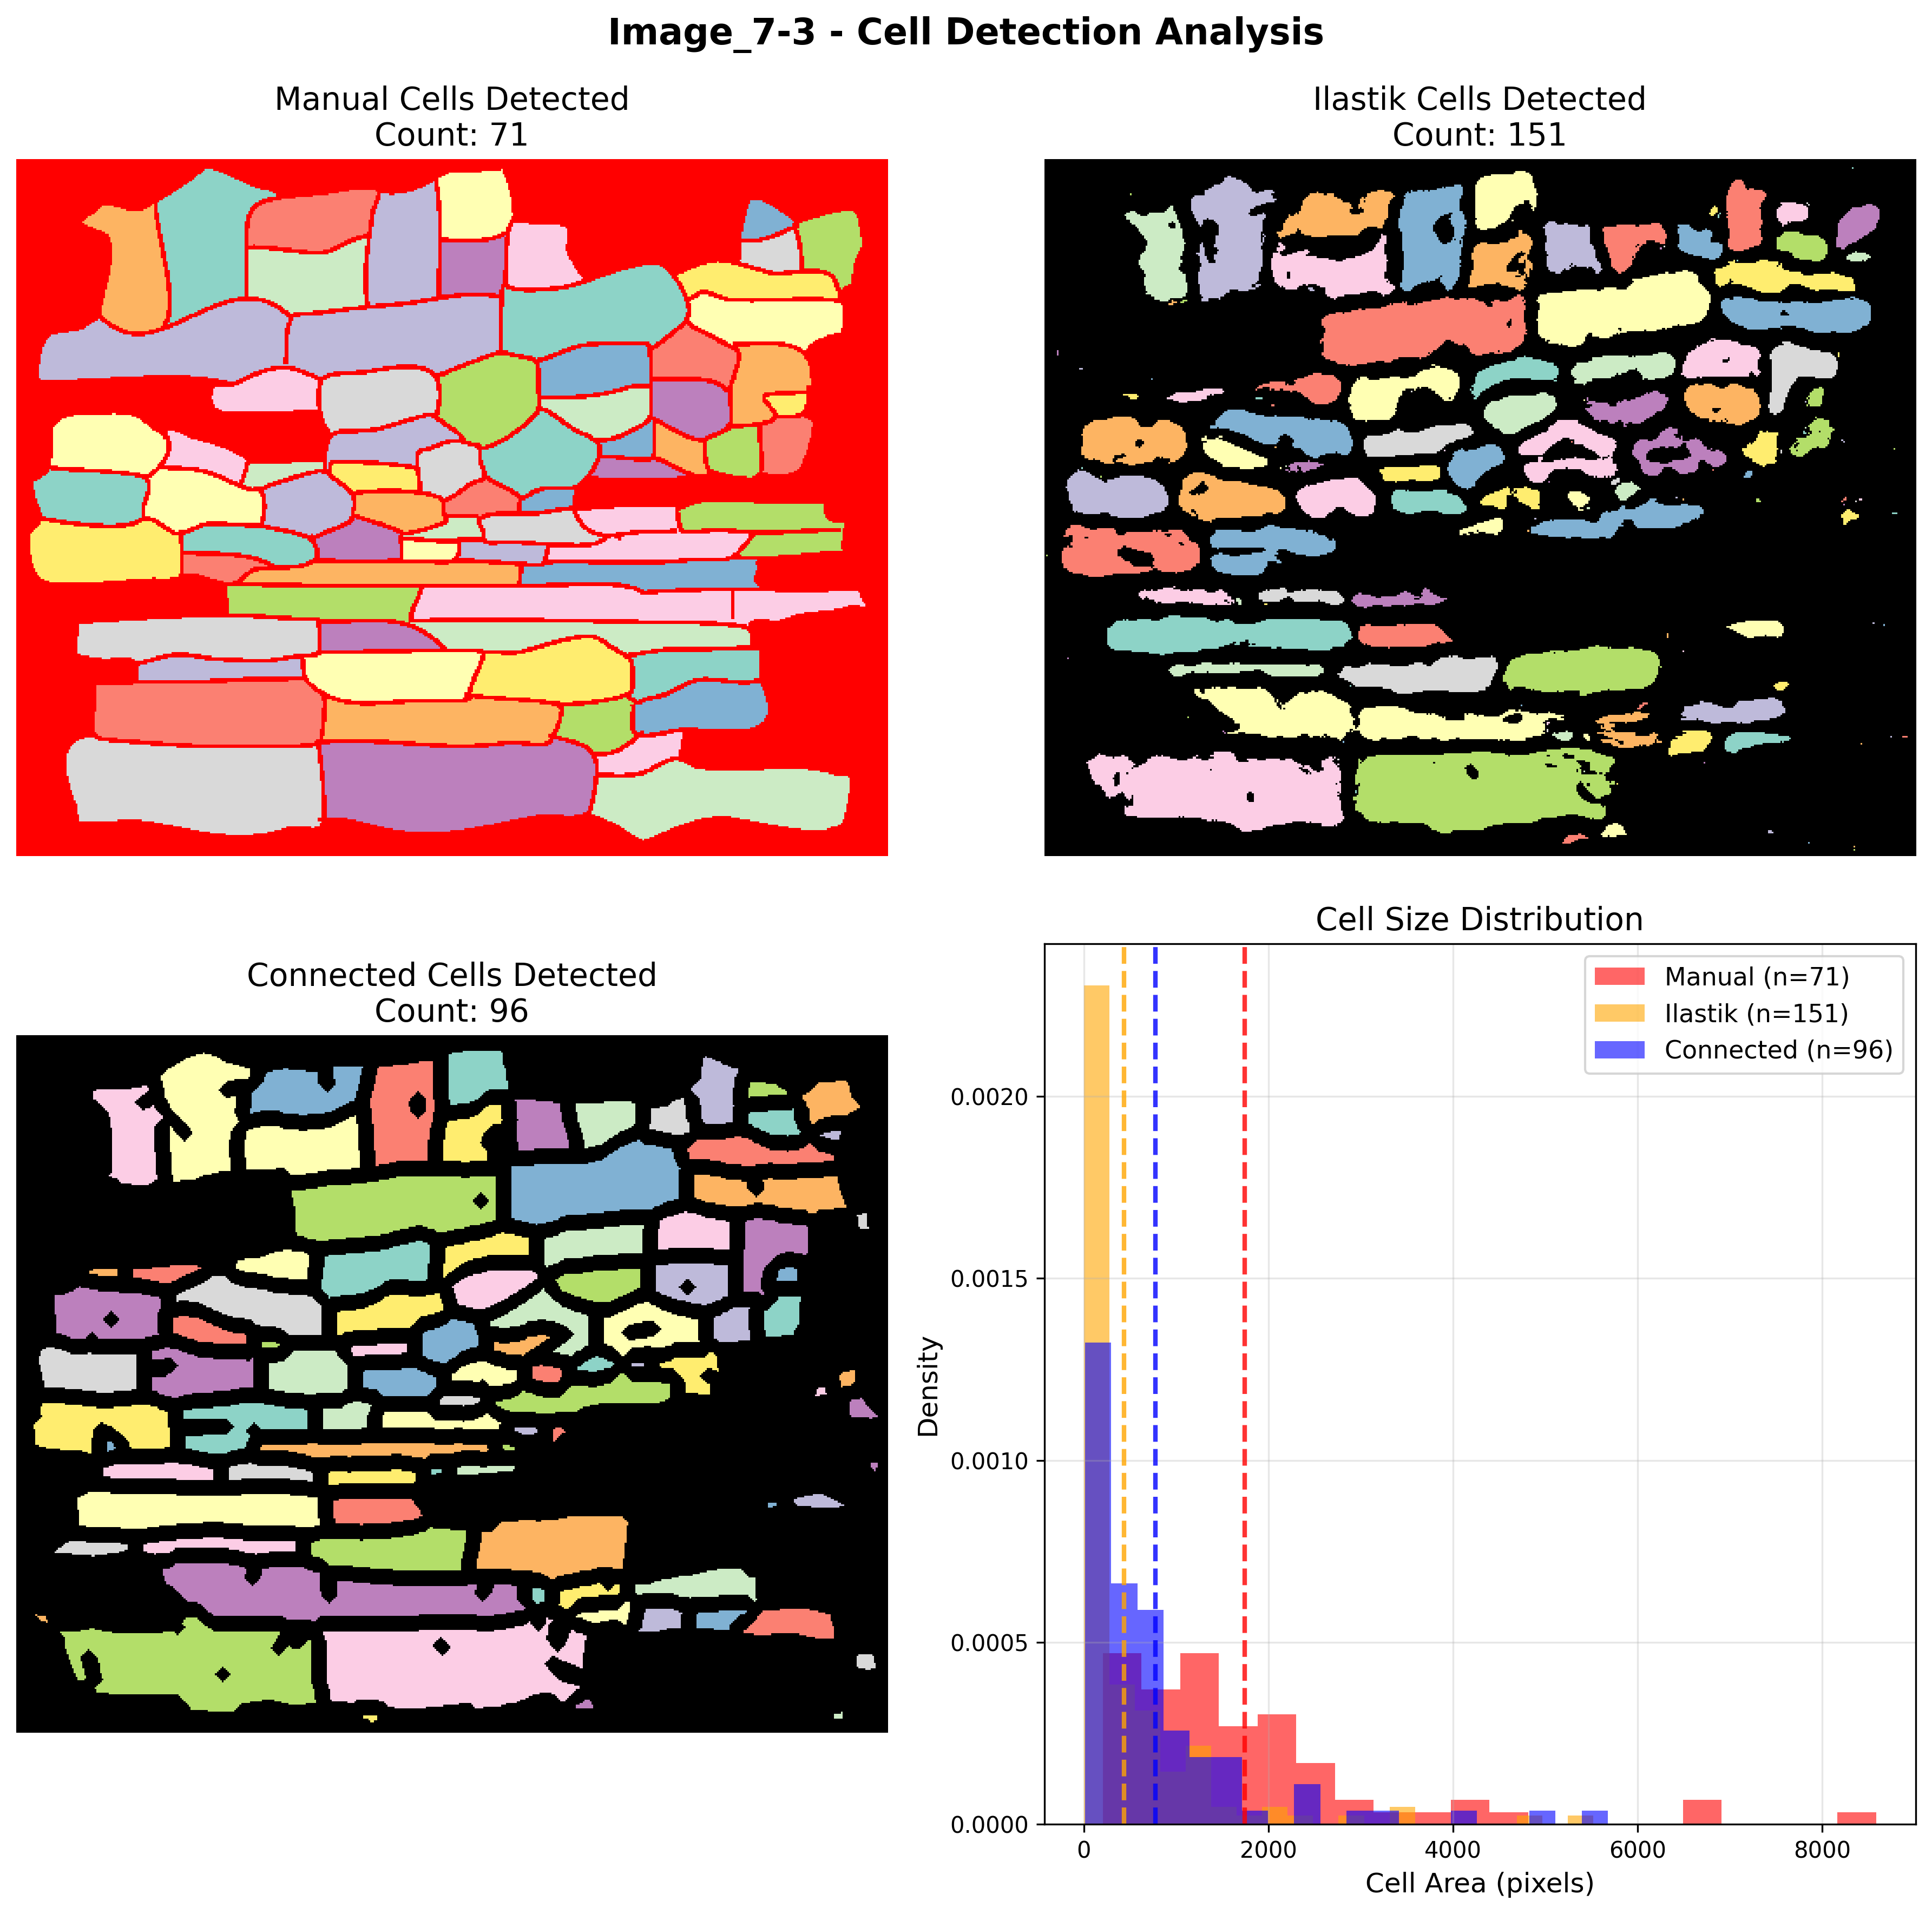 Image_7-3 - Cell Detection Analysis
Manual Cells Detected
Count: 71
Ilastik Cells Detected
Count: 151
Connected Cells Detected
Count: 96
Cell Size Distribution
Manual (n=71)
Ilastik (n=151)
Connected (n=96)
Density
0.0020
0.0015
0.0010
0.0005
0.0000
0 2000 4000 6000 8000
Cell Area (pixels)